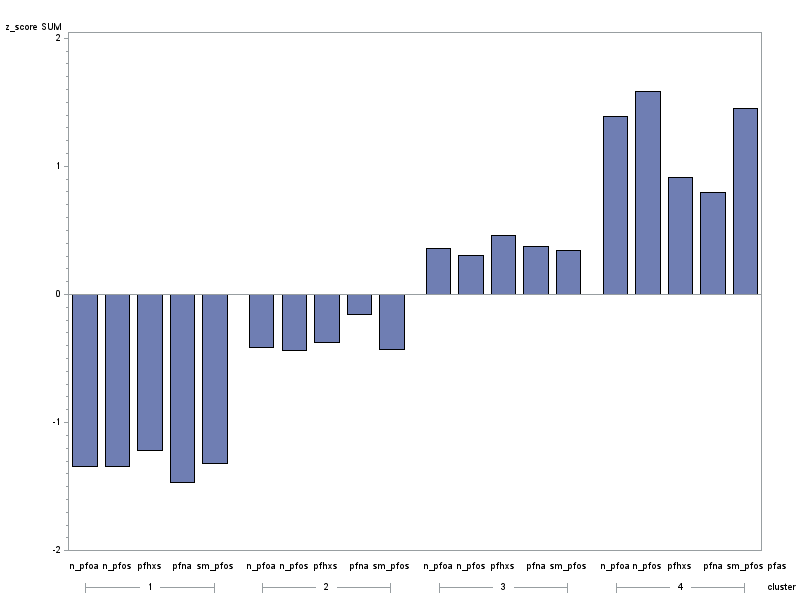 z_score SUM
2
1
0
-1
-2
n_pfoa n_pfos pfhxs pfna sm_pfos n_pfoa n_pfos pfhxs pfna sm_pfos n_pfoa n_pfos pfhxs pfna sm_pfos n_pfoa n_pfos pfhxs pfna sm_pfos pfas
1 2 3 4 cluster